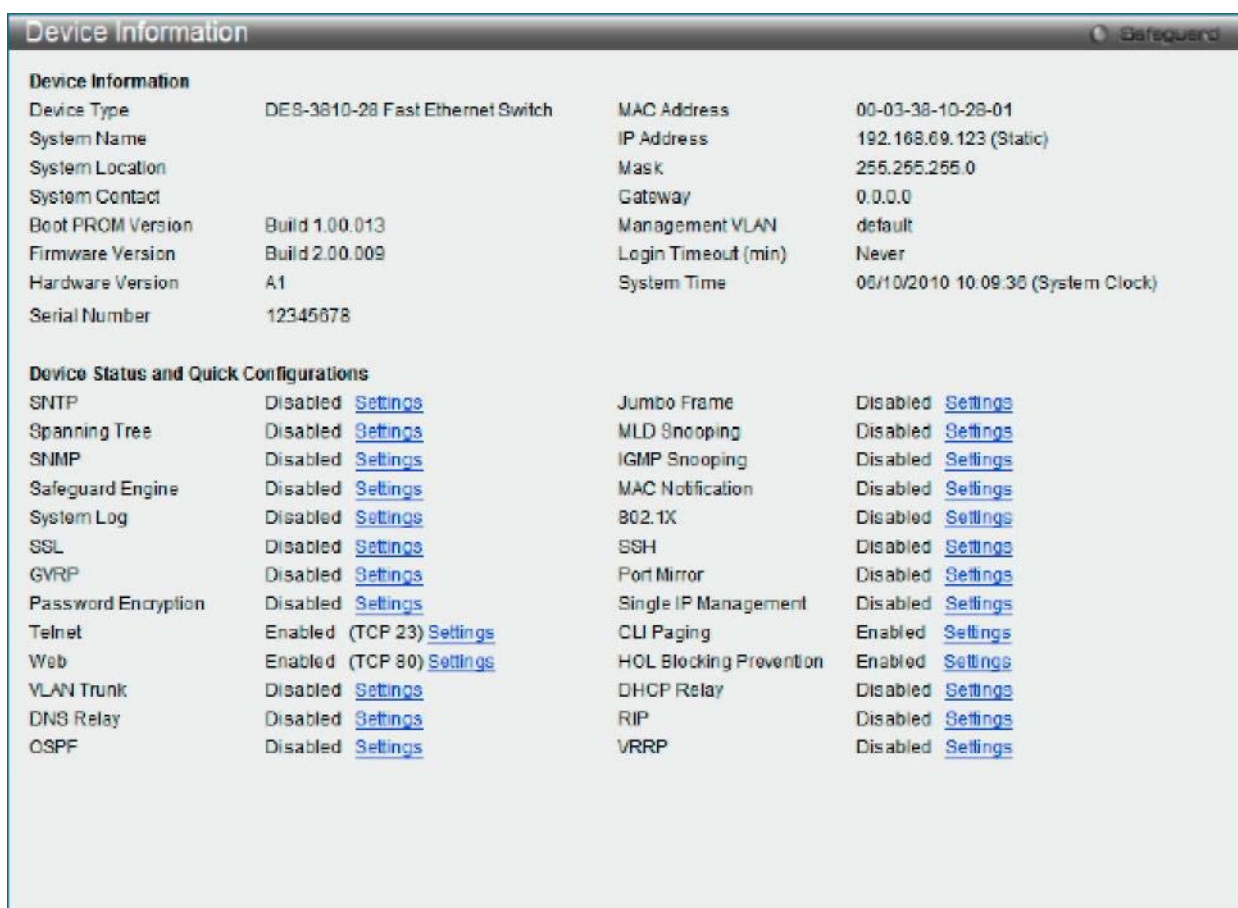 Device Information
Safeguard
Device Information
Device Type DES-3810-28 Fast Ethernet Switch MAC Address 00-03-38-10-28-01
System Name IP Address 192.168.69.123 (Static)
System Location Mask 255.255.255.0
System Contact Gateway 0.0.0.0
Boot PROM Version Build 1.00.013 Management VLAN default
Firmware Version Build 2.00.009 Login Timeout (min) Never
Hardware Version A1 System Time 06/10/2010 10:09:36 (System Clock)
Serial Number 12345678
Device Status and Quick Configurations
SNTP Disabled Settings Jumbo Frame Disabled Settings
Spanning Tree Disabled Settings MLD Snooping Disabled Settings
SNMP Disabled Settings IGMP Snooping Disabled Settings
Safeguard Engine Disabled Settings MAC Notification Disabled Settings
System Log Disabled Settings 802.1X Disabled Settings
SSL Disabled Settings SSH Disabled Settings
GVRP Disabled Settings Port Mirror Disabled Settings
Password Encryption Disabled Settings Single IP Management Disabled Settings
Telnet Enabled (TCP 23) Settings CLI Paging Enabled Settings
Web Enabled (TCP 80) Settings HOL Blocking Prevention Enabled Settings
VLAN Trunk Disabled Settings DHCP Relay Disabled Settings
DNS Relay Disabled Settings RIP Disabled Settings
OSPF Disabled Settings VRRP Disabled Settings